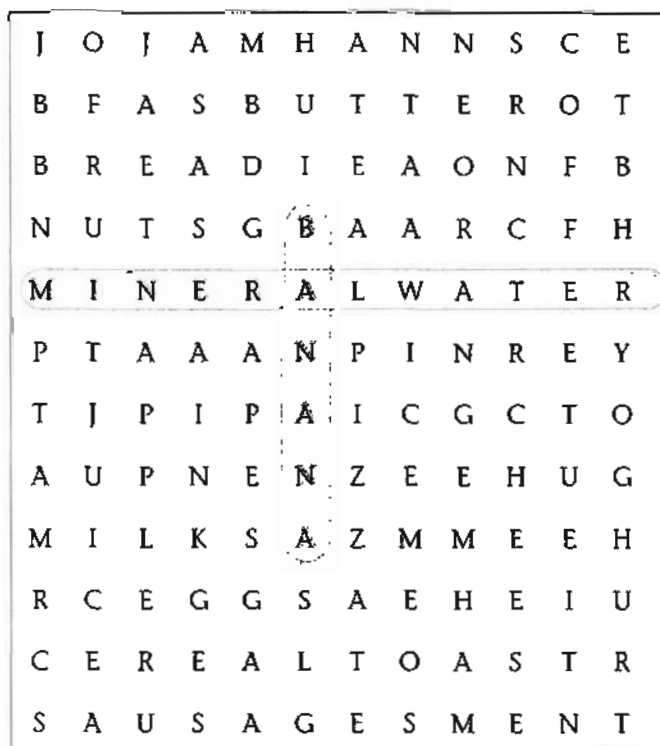 J O J A M H A N N S C E
B F A S B U T T E R O T
B R E A D I E A O N F B
N U T S G B A A R C F H
M I N E R A L W A T E R
P T A A A N P I N R E Y
T J P I P A I C G C T O
A U P N E N Z E E H U G
M I L K S A Z M M E E H
R C E G G S A E H E I U
C E R E A L T O A S T R
S A U S A G E S M E N T